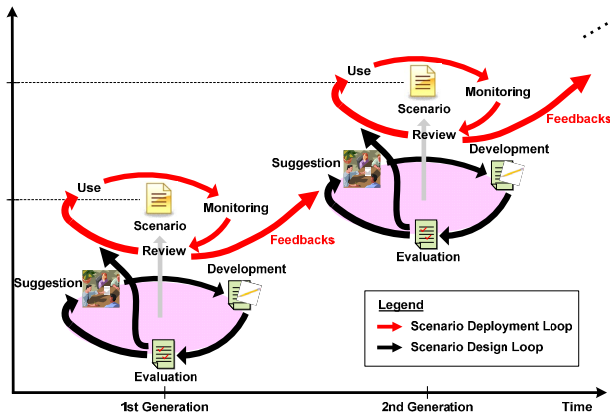 Use
Monitoring
Scenario
Review
Feedbacks
Suggestion
Development
Evaluation
Use
Monitoring
Scenario
Review
Feedbacks
Suggestion
Development
Evaluation
Legend
Scenario Deployment Loop
Scenario Design Loop
1st Generation
2nd Generation
Time